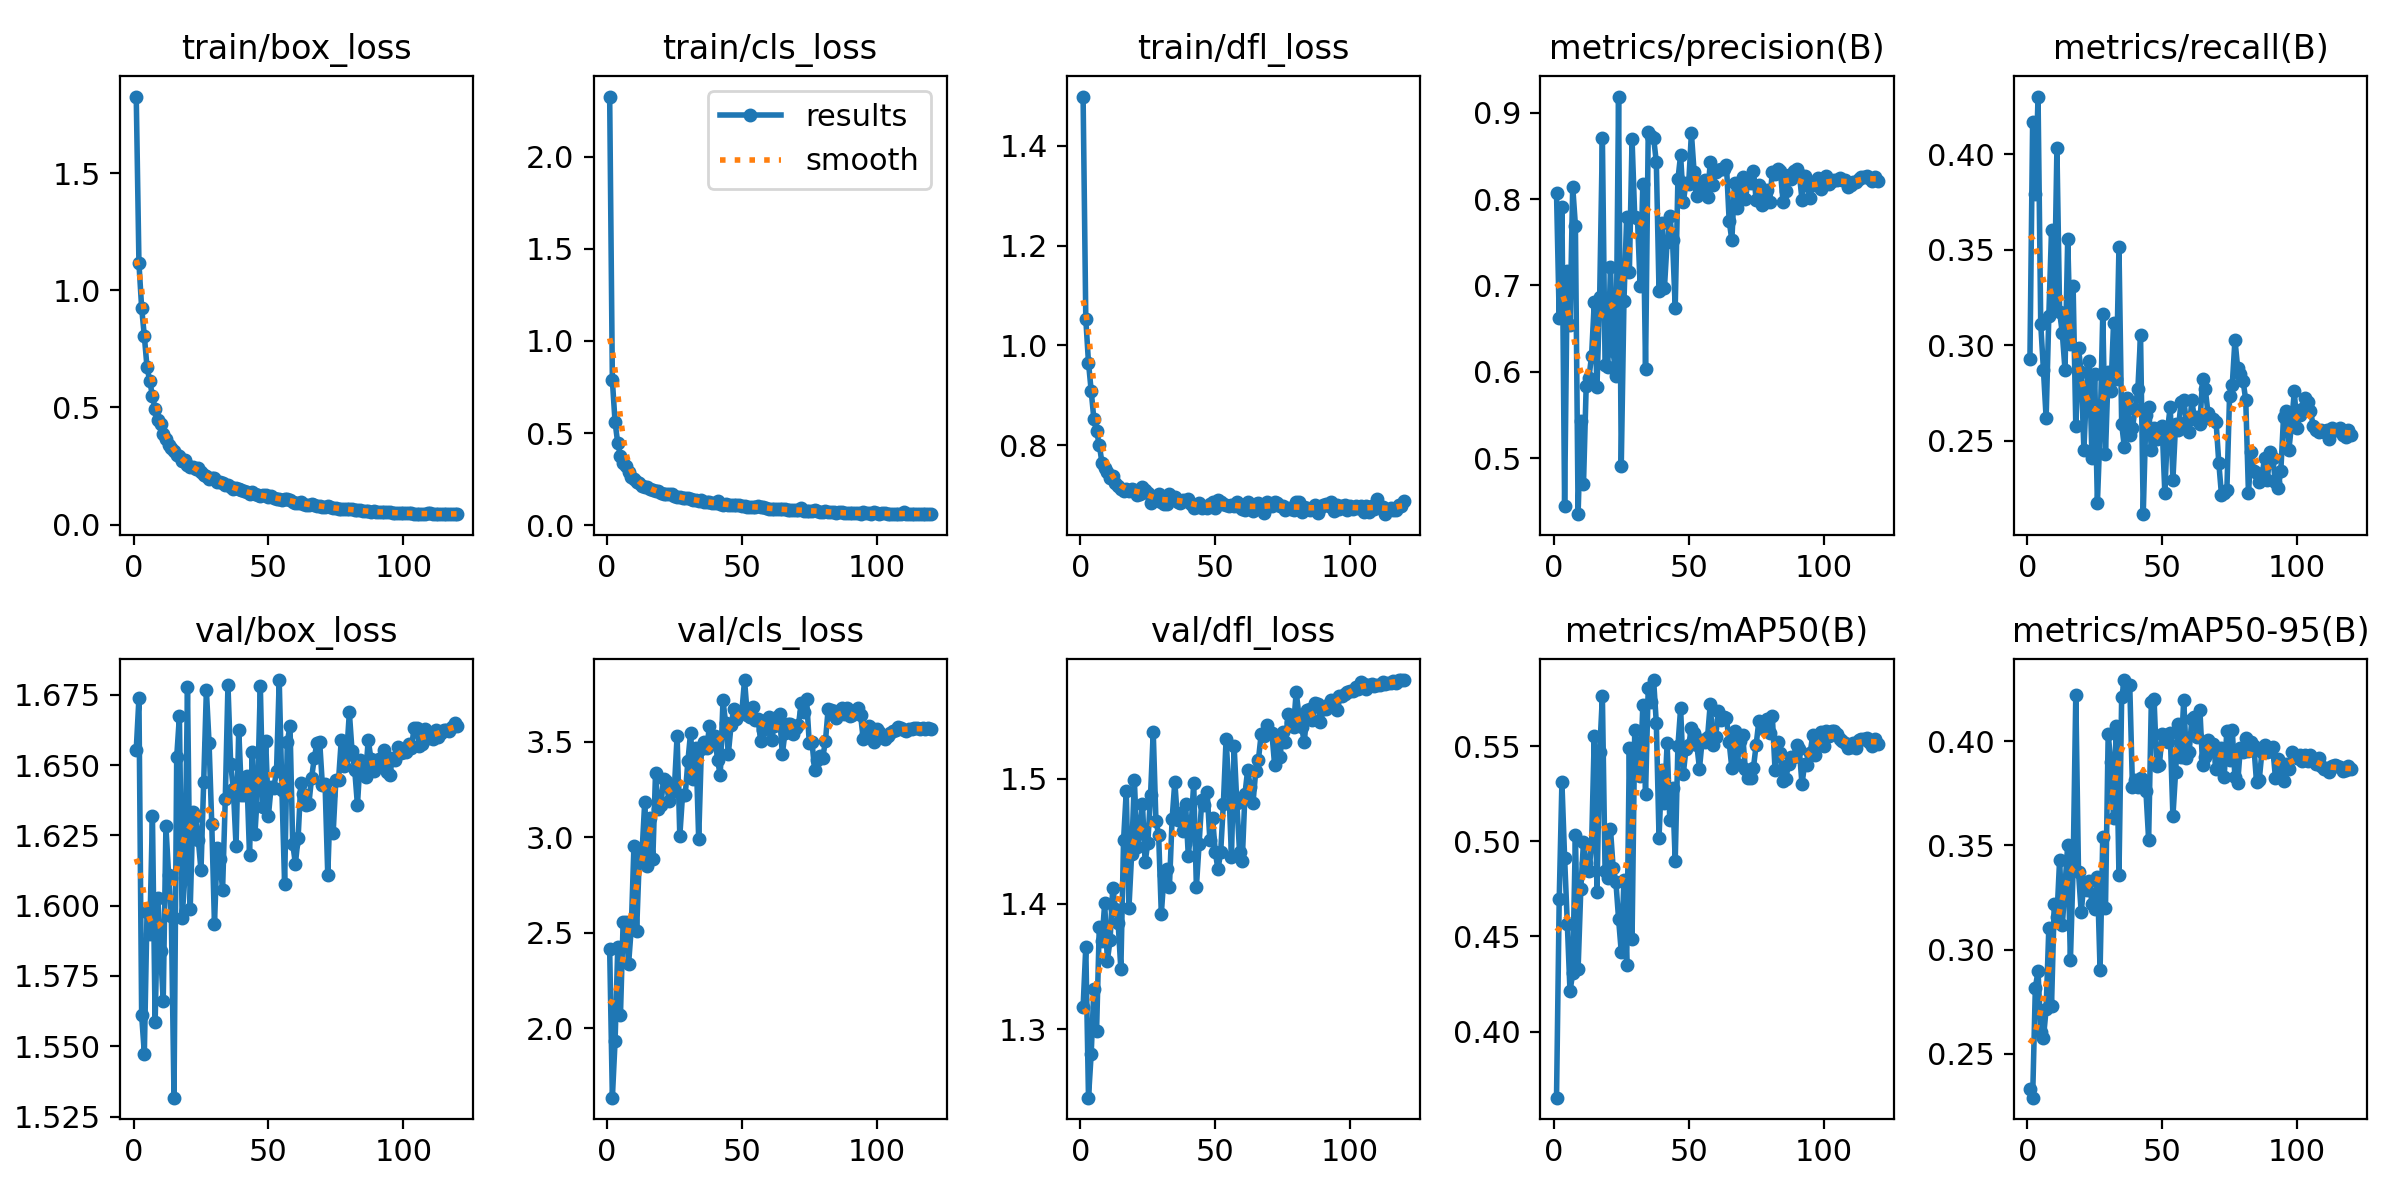 train/box_loss
1.5
1.0
0.5
0.0
0 50 100
train/cls_loss
results
smooth
2.0
1.5
1.0
0.5
0.0
0 50 100
train/dfl_loss
1.4
1.2
1.0
0.8
0 50 100
metrics/precision(B)
0.9
0.8
0.7
0.6
0.5
0 50 100
metrics/recall(B)
0.40
0.35
0.30
0.25
0 50 100
val/box_loss
1.675
1.650
1.625
1.600
1.575
1.550
1.525
0 50 100
val/cls_loss
3.5
3.0
2.5
2.0
0 50 100
val/dfl_loss
1.5
1.4
1.3
0 50 100
metrics/mAP50(B)
0.55
0.50
0.45
0.40
0 50 100
metrics/mAP50-95(B)
0.40
0.35
0.30
0.25
0 50 100